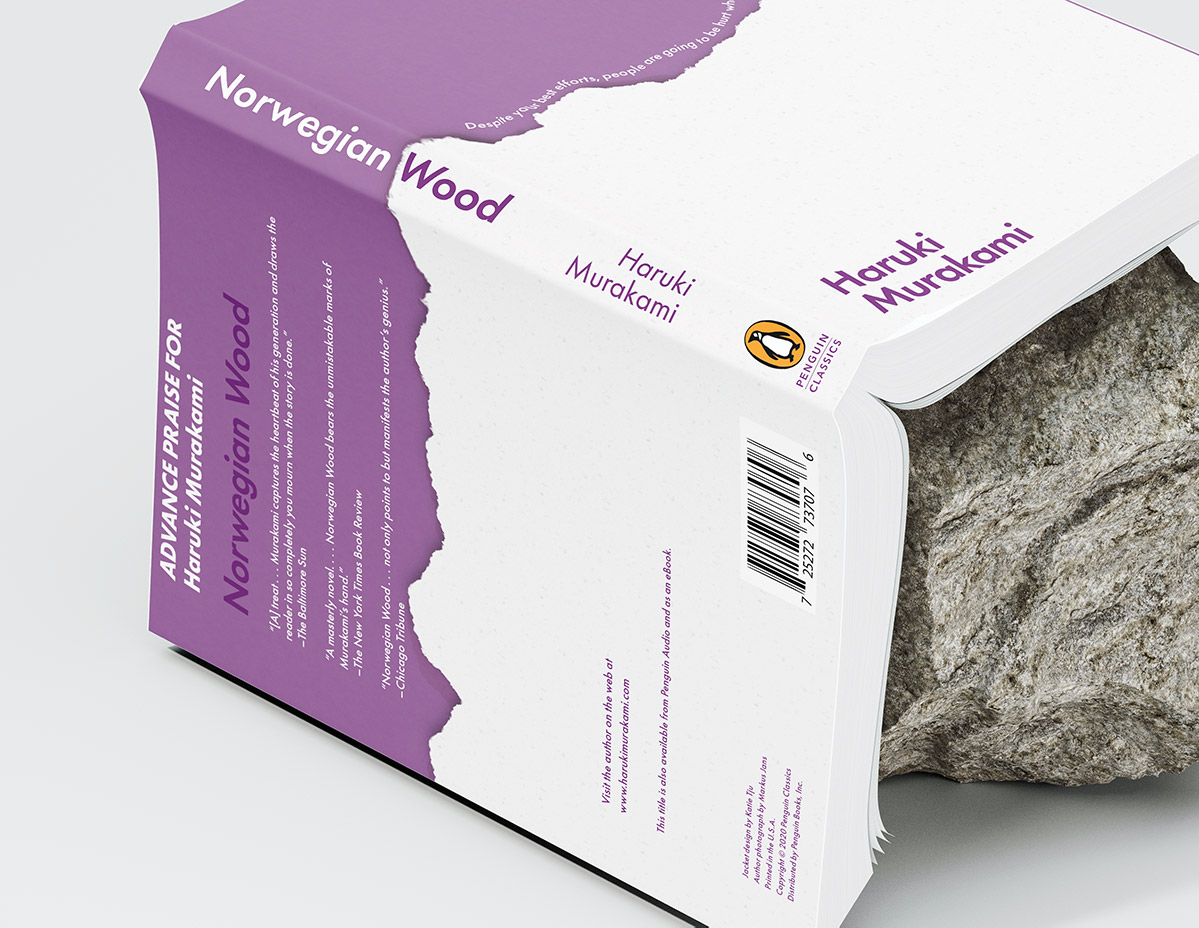 Despite your best efforts, people are going to be hurt
Norwegian Wood
Haruki
Murakami
Haruki
Murakami
PENGUIN
CLASSICS
ADVANCE PRAISE FOR
Haruki Murakami
Norwegian Wood
“[A] treat . . . Murakami captures the heartbeat of his generation and draws the
reader in so completely you mourn when the story is done.”
–The Baltimore Sun
“A masterly novel. . . . Norwegian Wood bears the unmistakable marks of
Murakami's hand.”
–The New York Times Book Review
“Norwegian Wood . . . not only points to but manifests the author's genius.”
–Chicago Tribune
7 25272 73707 6
Visit the author on the web at
www.harukimurakami.com
This title is also available from Penguin Audio and as an eBook.
Jacket design by Katie Tju
Author photograph by Markus Jans
Printed in the U.S.A.
Copyright © 2020 Penguin Classics
Distributed by Penguin Books, Inc.